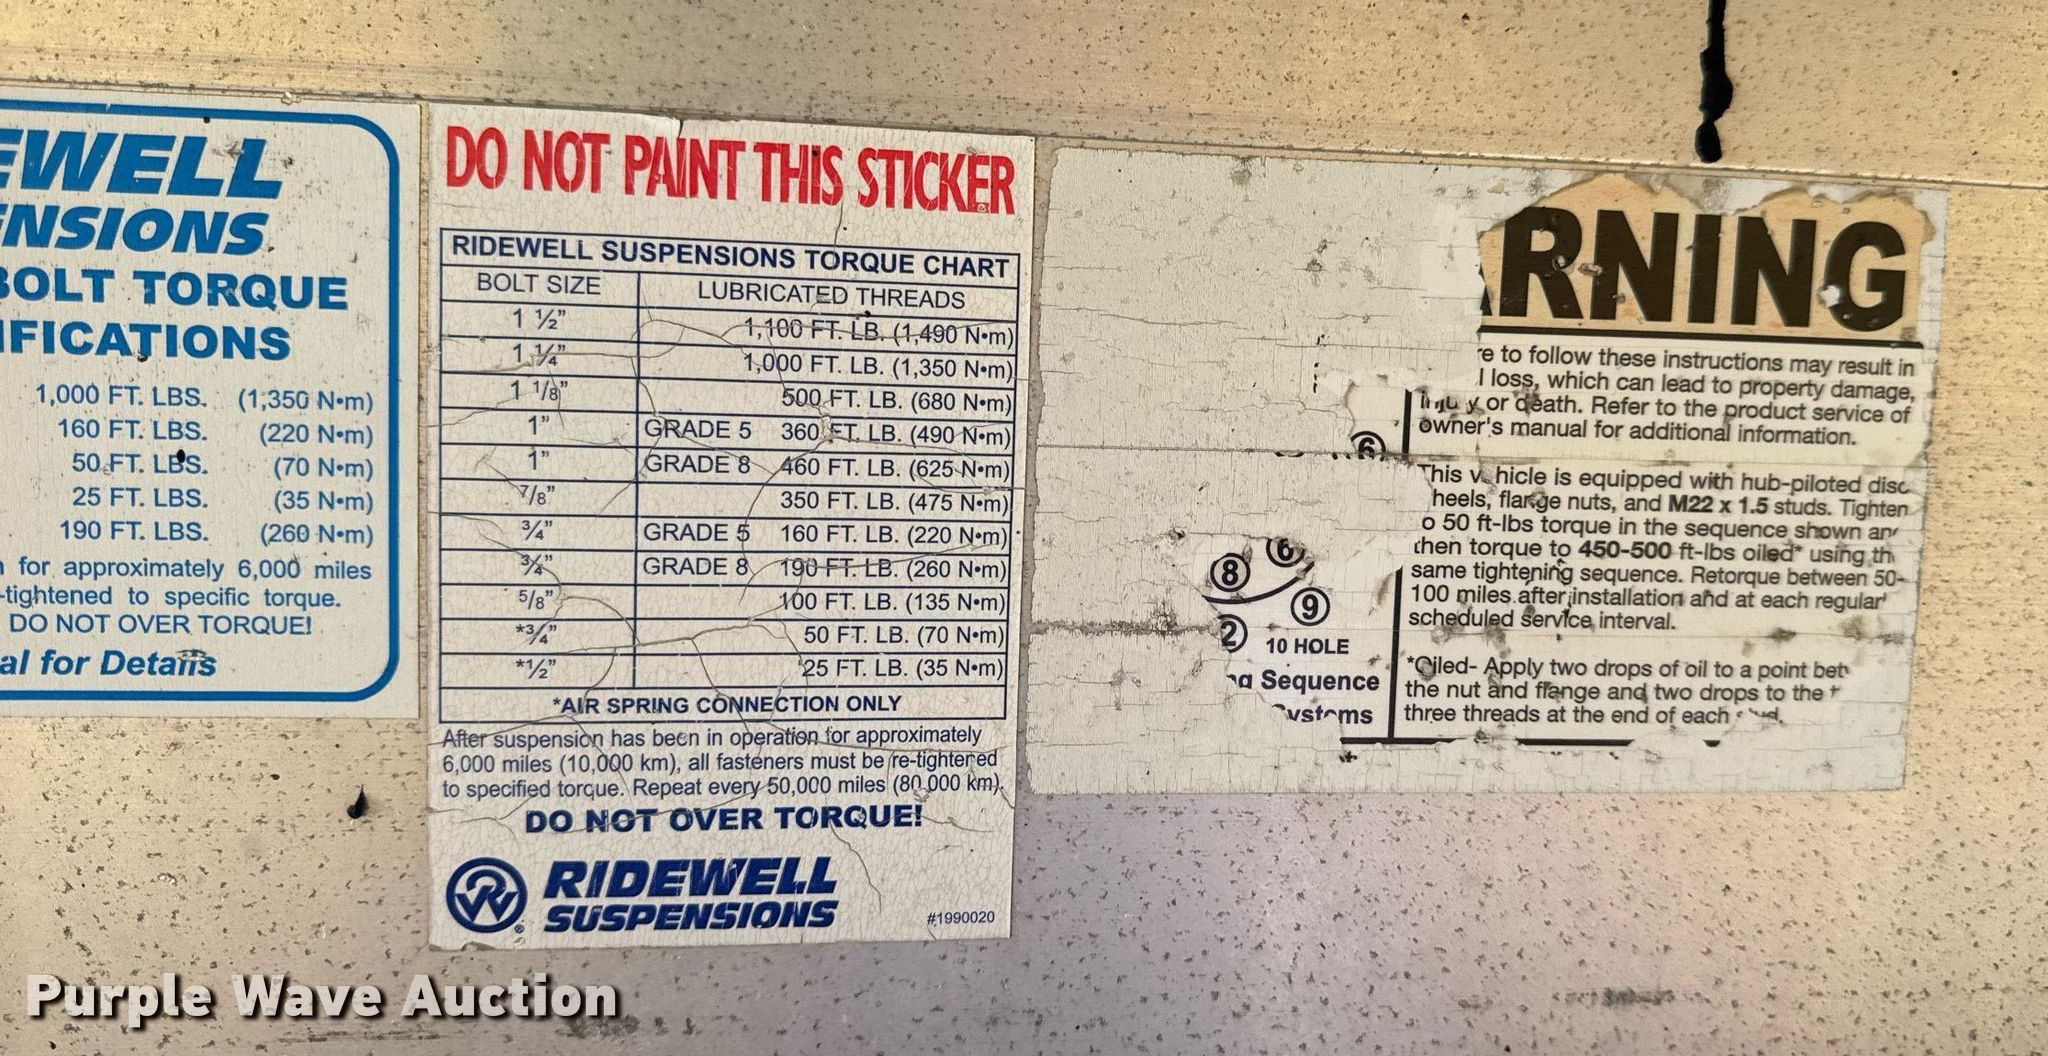 EWELL
ENSIONS
BOLT TORQUE
IFICATIONS
1,000 FT. LBS. (1,350 N•m)
160 FT. LBS. (220 N•m)
50 FT. LBS. (70 N•m)
25 FT. LBS. (35 N•m)
190 FT. LBS. (260 N•m)
for approximately 6,000 miles
-tightened to specific torque.
DO NOT OVER TORQUE!
al for Details
DO NOT PAINT THIS STICKER
RIDEWELL SUSPENSIONS TORQUE CHART
BOLT SIZE LUBRICATED THREADS
1 ½" 1,100 FT. LB. (1,490 N•m)
1 ¼" 1,000 FT. LB. (1,350 N•m)
1 1/8" 500 FT. LB. (680 N•m)
1" GRADE 5 360 FT. LB. (490 N•m)
1" GRADE 8 460 FT. LB. (625 N•m)
7/8" 350 FT. LB. (475 N•m)
¾" GRADE 5 160 FT. LB. (220 N•m)
¾" GRADE 8 190 FT. LB. (260 N•m)
5/8" 100 FT. LB. (135 N•m)
*¾" 50 FT. LB. (70 N•m)
*½" 25 FT. LB. (35 N•m)
*AIR SPRING CONNECTION ONLY
After suspension has been in operation for approximately
6,000 miles (10,000 km), all fasteners must be re-tightened
to specified torque. Repeat every 50,000 miles (80,000 km).
DO NOT OVER TORQUE!
RIDEWELL
SUSPENSIONS
®
#1990020
ARNING
re to follow these instructions may result in
l loss, which can lead to property damage,
injury or death. Refer to the product service of
owner's manual for additional information.
This vehicle is equipped with hub-piloted disc
heels, flange nuts, and M22 x 1.5 studs. Tighten
to 50 ft-lbs torque in the sequence shown an
then torque to 450-500 ft-lbs oiled* using th
same tightening sequence. Retorque between 50-
100 miles after installation and at each regular
scheduled service interval.
*Oiled- Apply two drops of oil to a point bet
the nut and flange and two drops to the
three threads at the end of each stud.
6
6
8
9
2
10 HOLE
ng Sequence
Systems
Purple Wave Auction